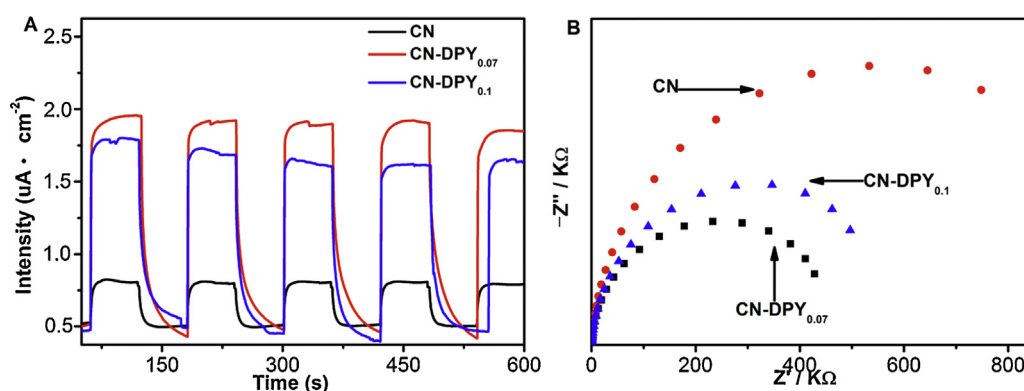 A
CN
CN-DPY0.07
CN-DPY0.1
Intensity (uA · cm-2)
2.5
2.0
1.5
1.0
0.5
150
300
450
600
Time (s)
B
CN
CN-DPY0.1
CN-DPY0.07
-Z'' / KΩ
0
200
400
600
800
Z' / KΩ